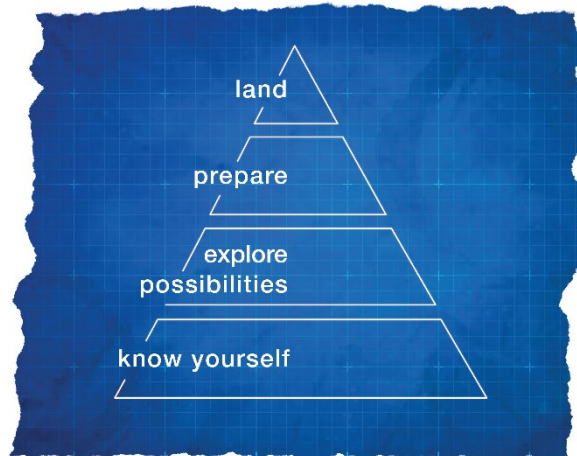 land
prepare
explore
possibilities
know yourself